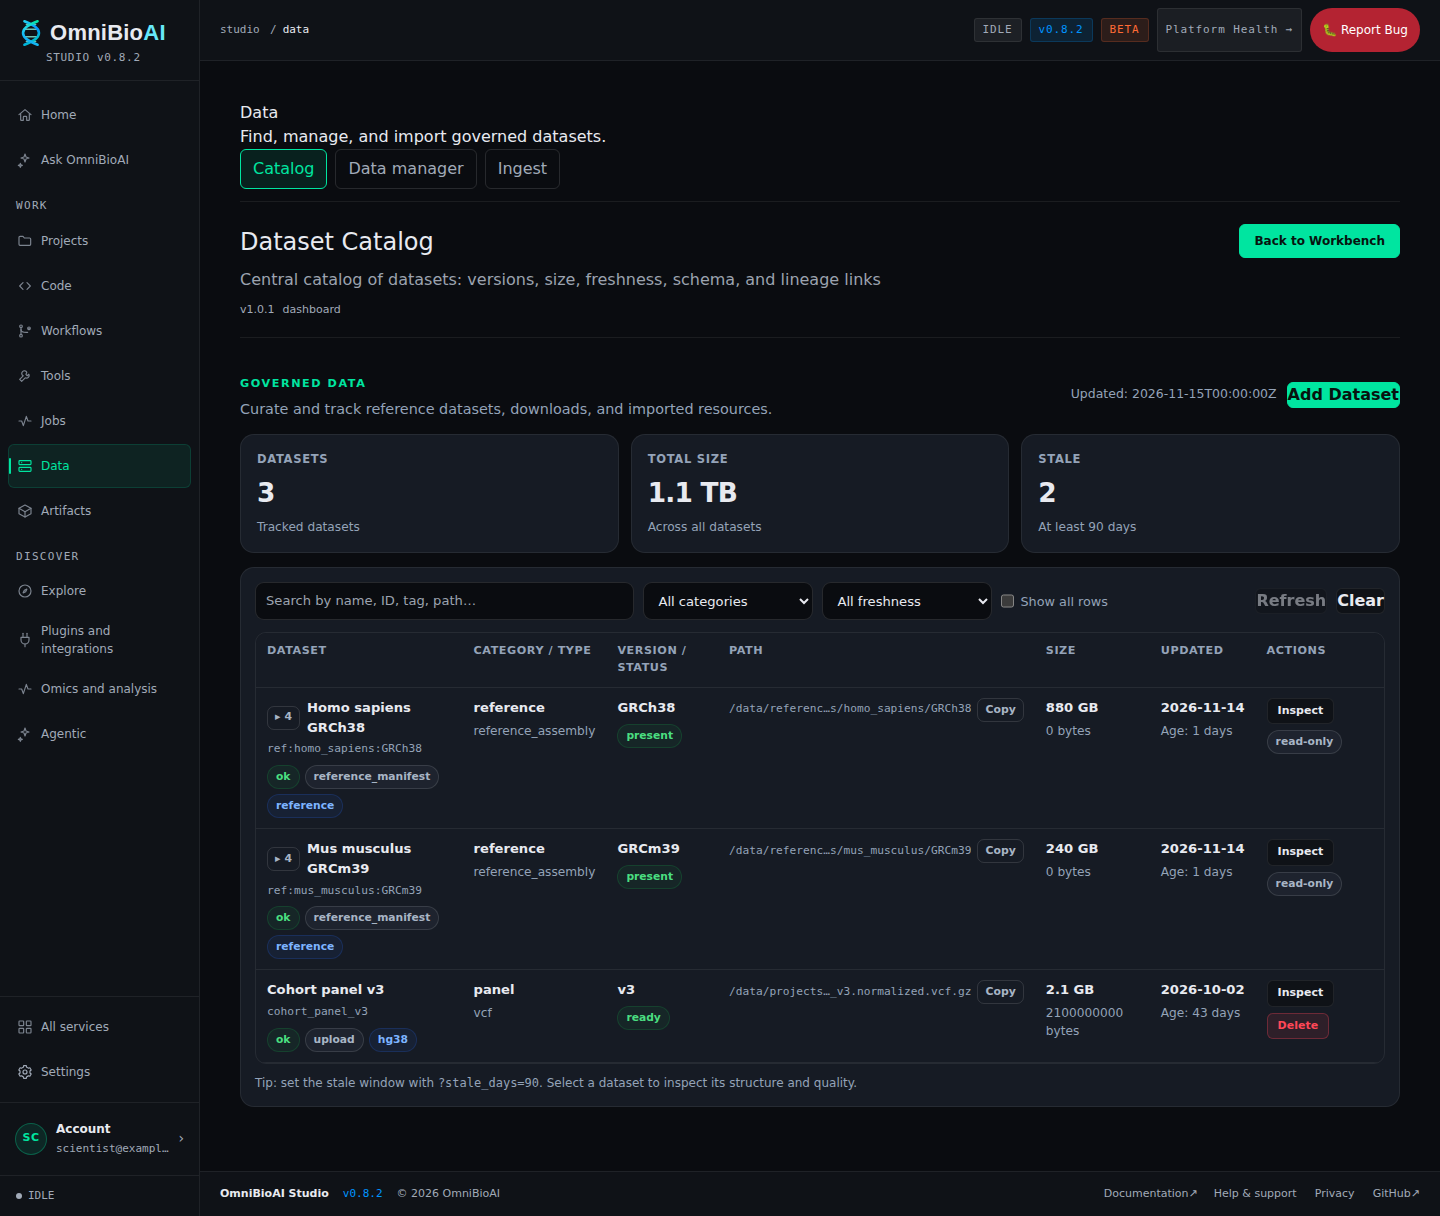 OmniBioAI
STUDIO v0.8.2
Home
Ask OmniBioAI
WORK
Projects
Code
Workflows
Tools
Jobs
Data
Artifacts
DISCOVER
Explore
Plugins and
integrations
Omics and analysis
Agentic
All services
Settings
SC
Account
scientist@exampl…
›
IDLE
studio / data
IDLE
v0.8.2
BETA
Platform Health →
Report Bug
Data
Find, manage, and import governed datasets.
Catalog
Data manager
Ingest
Dataset Catalog
Back to Workbench
Central catalog of datasets: versions, size, freshness, schema, and lineage links
v1.0.1 dashboard
GOVERNED DATA
Curate and track reference datasets, downloads, and imported resources.
Updated: 2026-11-15T00:00:00Z
Add Dataset
DATASETS
3
Tracked datasets
TOTAL SIZE
1.1 TB
Across all datasets
STALE
2
At least 90 days
Search by name, ID, tag, path…
All categories
All freshness
Show all rows
Refresh
Clear
DATASET
CATEGORY / TYPE
VERSION /
STATUS
PATH
SIZE
UPDATED
ACTIONS
▸ 4
Homo sapiens
GRCh38
ref:homo_sapiens:GRCh38
ok
reference_manifest
reference
reference
reference_assembly
GRCh38
present
/data/referenc…s/homo_sapiens/GRCh38
Copy
880 GB
0 bytes
2026-11-14
Age: 1 days
Inspect
read-only
▸ 4
Mus musculus
GRCm39
ref:mus_musculus:GRCm39
ok
reference_manifest
reference
reference
reference_assembly
GRCm39
present
/data/referenc…s/mus_musculus/GRCm39
Copy
240 GB
0 bytes
2026-11-14
Age: 1 days
Inspect
read-only
Cohort panel v3
cohort_panel_v3
ok
upload
hg38
panel
vcf
v3
ready
/data/projects…_v3.normalized.vcf.gz
Copy
2.1 GB
2100000000
bytes
2026-10-02
Age: 43 days
Inspect
Delete
Tip: set the stale window with ?stale_days=90. Select a dataset to inspect its structure and quality.
OmniBioAI Studio v0.8.2 © 2026 OmniBioAI
Documentation↗ Help & support Privacy GitHub↗